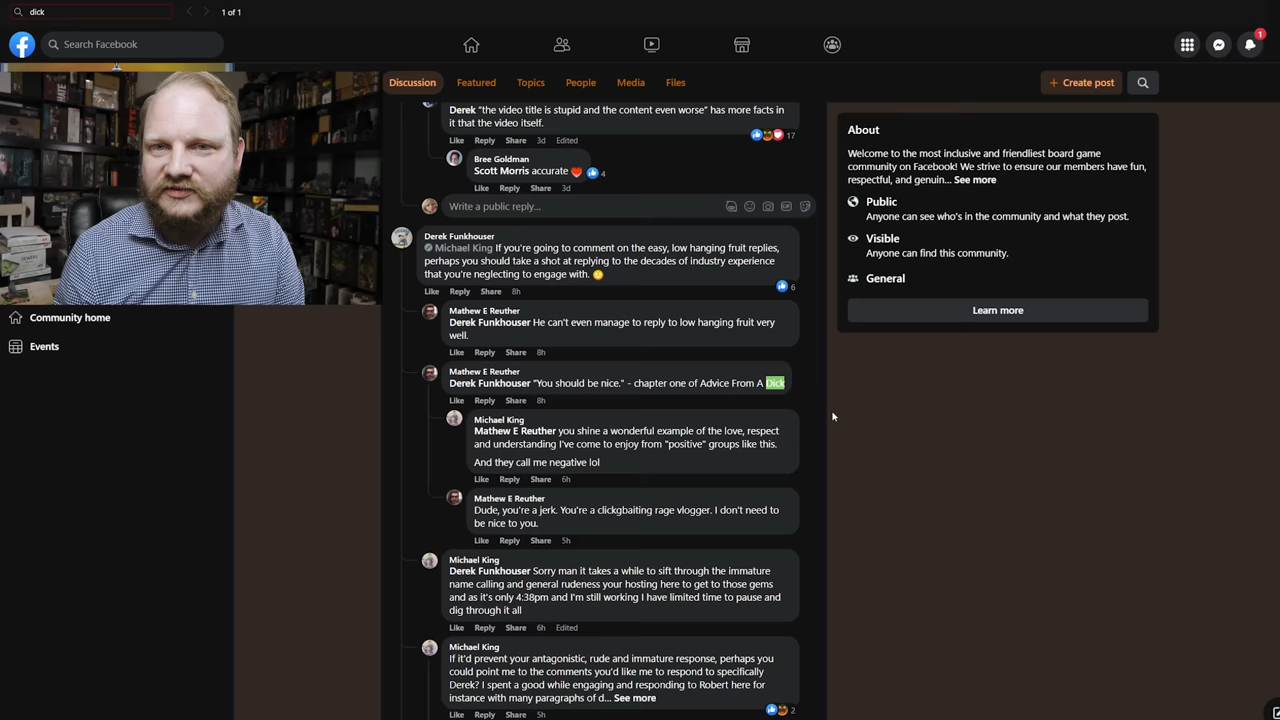 dick
1 of 1
Search Facebook
1
Discussion
Featured
Topics
People
Media
Files
+ Create post
Derek "the video title is stupid and the content even worse" has more facts in
it that the video itself.
17
Like Reply Share 3d Edited
Bree Goldman
Scott Morris accurate
4
Like Reply Share 3d
Write a public reply...
Derek Funkhouser
Michael King If you're going to comment on the easy, low hanging fruit replies,
perhaps you should take a shot at replying to the decades of industry experience
that you're neglecting to engage with.
6
Like Reply Share 8h
Mathew E Reuther
Derek Funkhouser He can't even manage to reply to low hanging fruit very
well.
Like Reply Share 8h
Mathew E Reuther
Derek Funkhouser "You should be nice." - chapter one of Advice From A Dick
Like Reply Share 8h
Michael King
Mathew E Reuther you shine a wonderful example of the love, respect
and understanding I've come to enjoy from "positive" groups like this.
And they call me negative lol
Like Reply Share 6h
Mathew E Reuther
Dude, you're a jerk. You're a clickgbaiting rage vlogger. I don't need to
be nice to you.
Like Reply Share 5h
Michael King
Derek Funkhouser Sorry man it takes a while to sift through the immature
name calling and general rudeness your hosting here to get to those gems
and as it's only 4:38pm and I'm still working I have limited time to pause and
dig through it all
Like Reply Share 6h Edited
Michael King
If it'd prevent your antagonistic, rude and immature response, perhaps you
could point me to the comments you'd like me to respond to specifically
Derek? I spent a good while engaging and responding to Robert here for
instance with many paragraphs of d... See more
2
Like Reply Share 5h
About
Welcome to the most inclusive and friendliest board game
community on Facebook! We strive to ensure our members have fun,
respectful, and genuin... See more
Public
Anyone can see who's in the community and what they post.
Visible
Anyone can find this community.
General
Learn more
Community home
Events